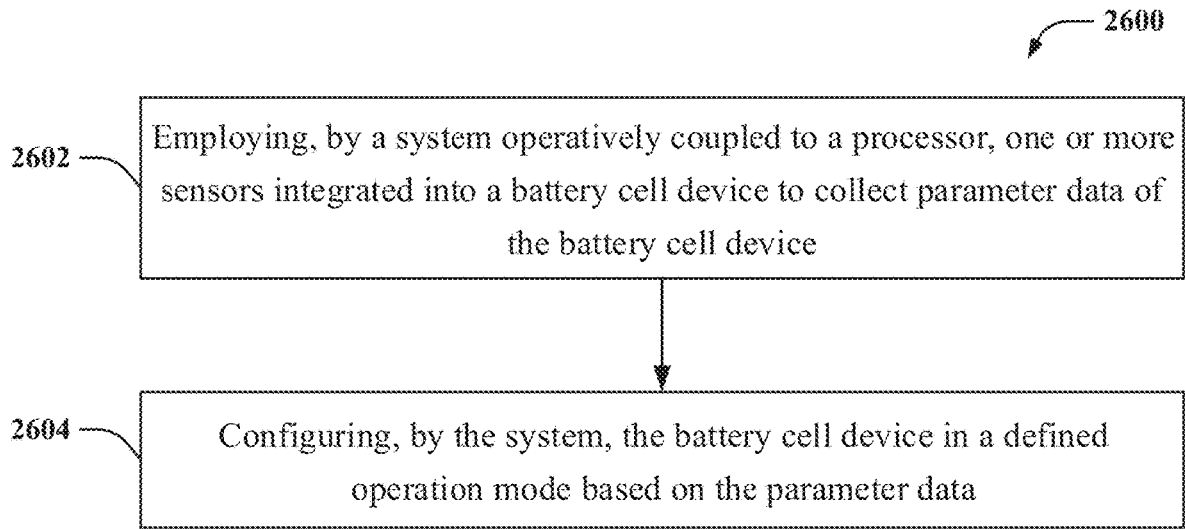 2600
2602
Employing, by a system operatively coupled to a processor, one or more
sensors integrated into a battery cell device to collect parameter data of
the battery cell device
2604
Configuring, by the system, the battery cell device in a defined
operation mode based on the parameter data